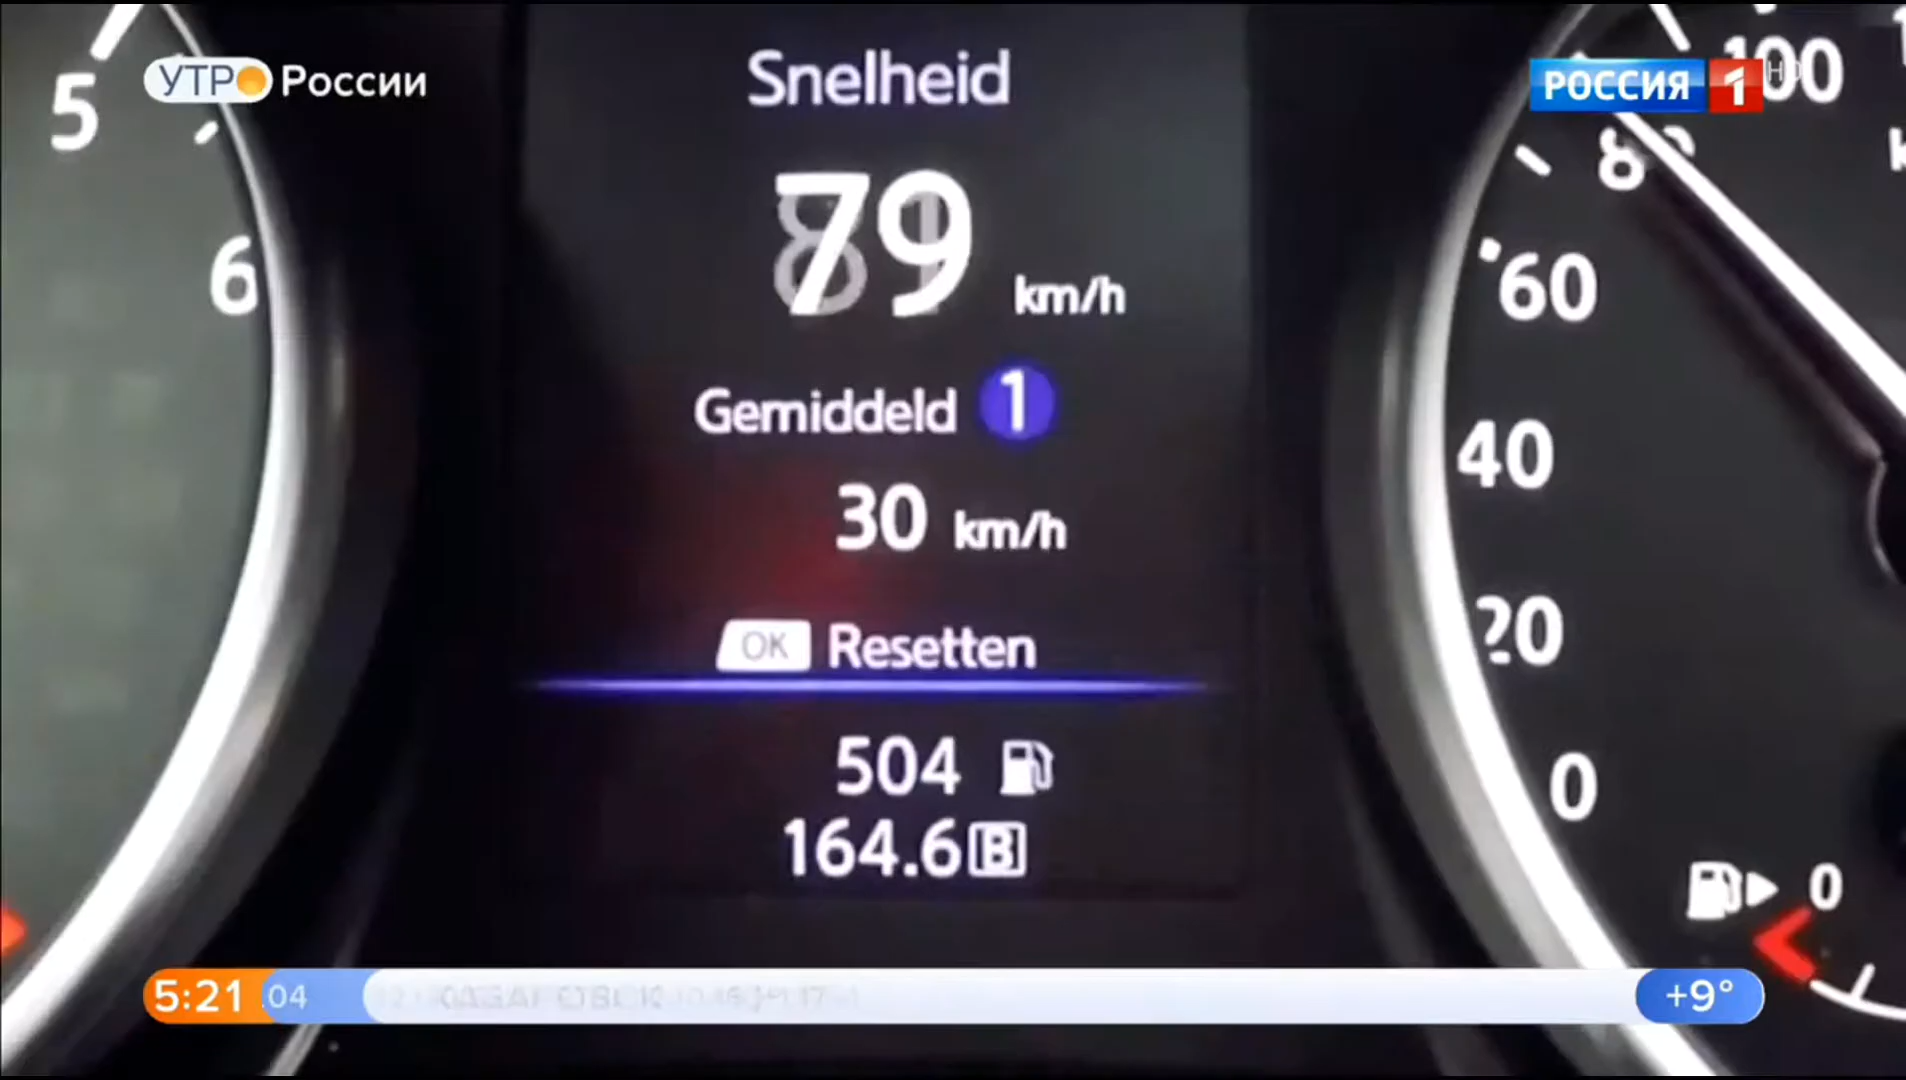 УТРО России
РОССИЯ 1
HD
5
6
Snelheid
79 km/h
Gemiddeld 1
30 km/h
OK Resetten
504
164.6 B
100
80
60
40
20
0
0
5:21 .04
+9°